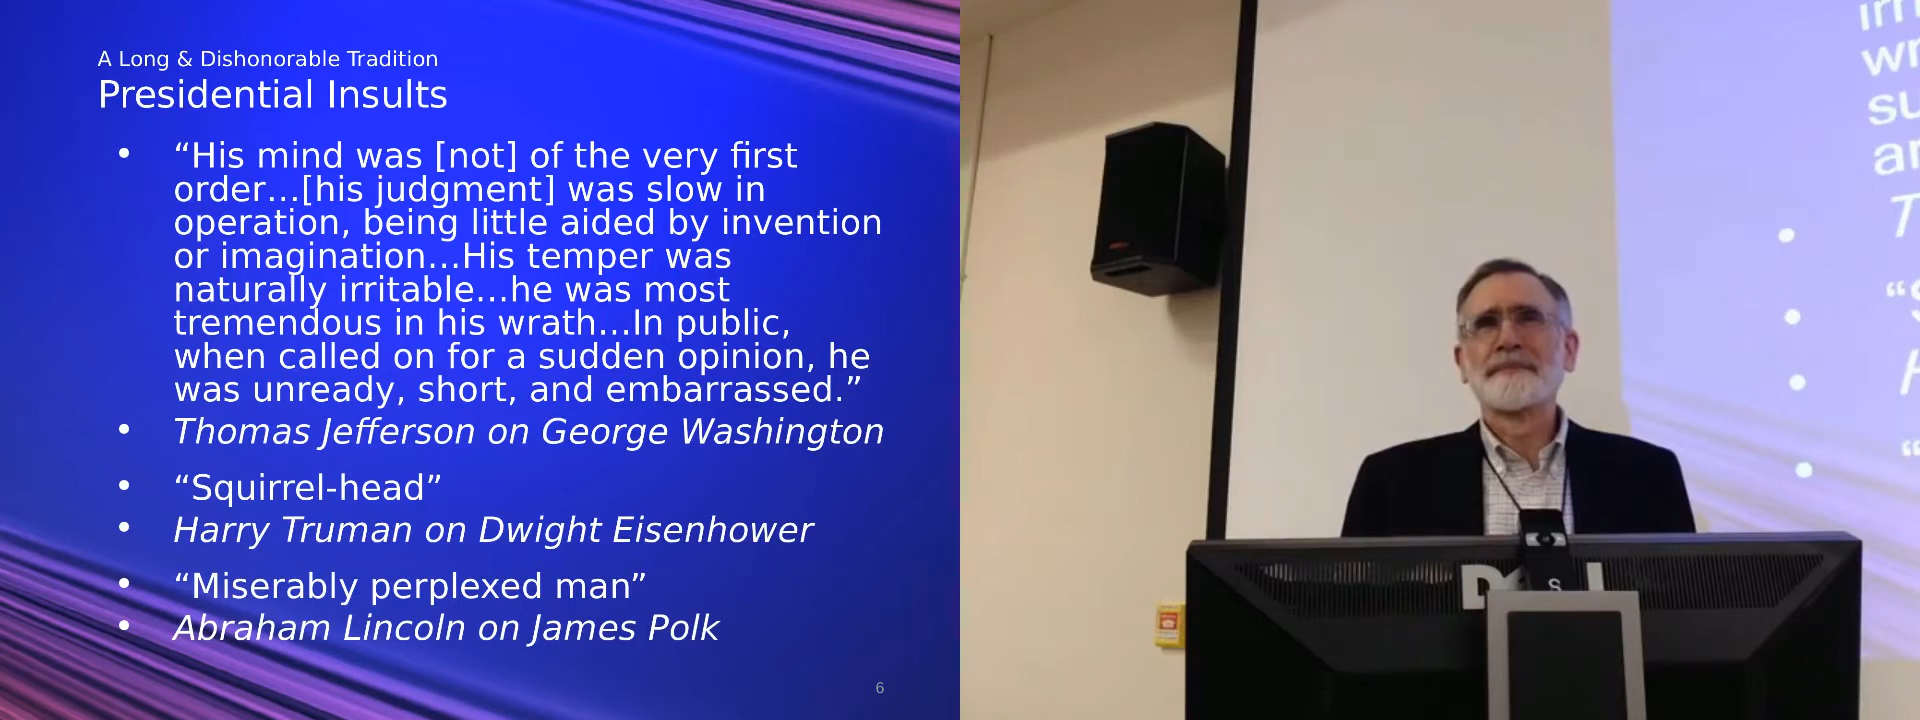 A Long & Dishonorable Tradition
Presidential Insults
• “His mind was [not] of the very first
order…[his judgment] was slow in
operation, being little aided by invention
or imagination…His temper was
naturally irritable…he was most
tremendous in his wrath…In public,
when called on for a sudden opinion, he
was unready, short, and embarrassed.”
• Thomas Jefferson on George Washington
• “Squirrel-head”
• Harry Truman on Dwight Eisenhower
• “Miserably perplexed man”
• Abraham Lincoln on James Polk
6